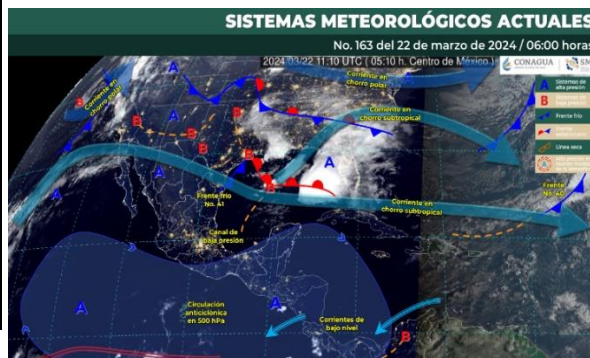 SISTEMAS METEOROLÓGICOS ACTUALES
No. 163 del 22 de marzo de 2024 / 06:00 horas
2024/03/22 11:10 UTC ( 05:10 h. Centro de México )
CONAGUA
A
Sistemas de
alta presión
B
Frente frío
Línea seca
Corriente en
chorro polar
Corriente en
chorro polar
A
A
B
A
B
B
B
B
B
Corriente en
chorro subtropical
A
A
A
Frente frío
No. 41
B
Frente
No. 40
Corriente en
chorro subtropical
Canal de
baja presión
A
A
A
Circulación
anticiclónica
en 500 hPa
Corrientes de
bajo nivel
A
B